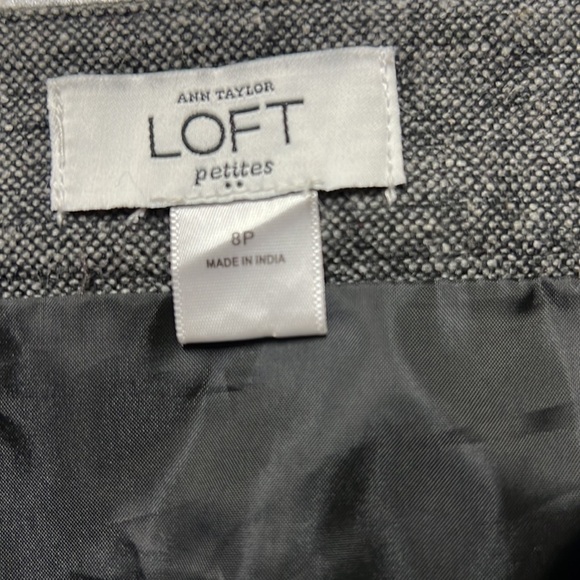 ANN TAYLOR
LOFT
petites
8P
MADE IN INDIA